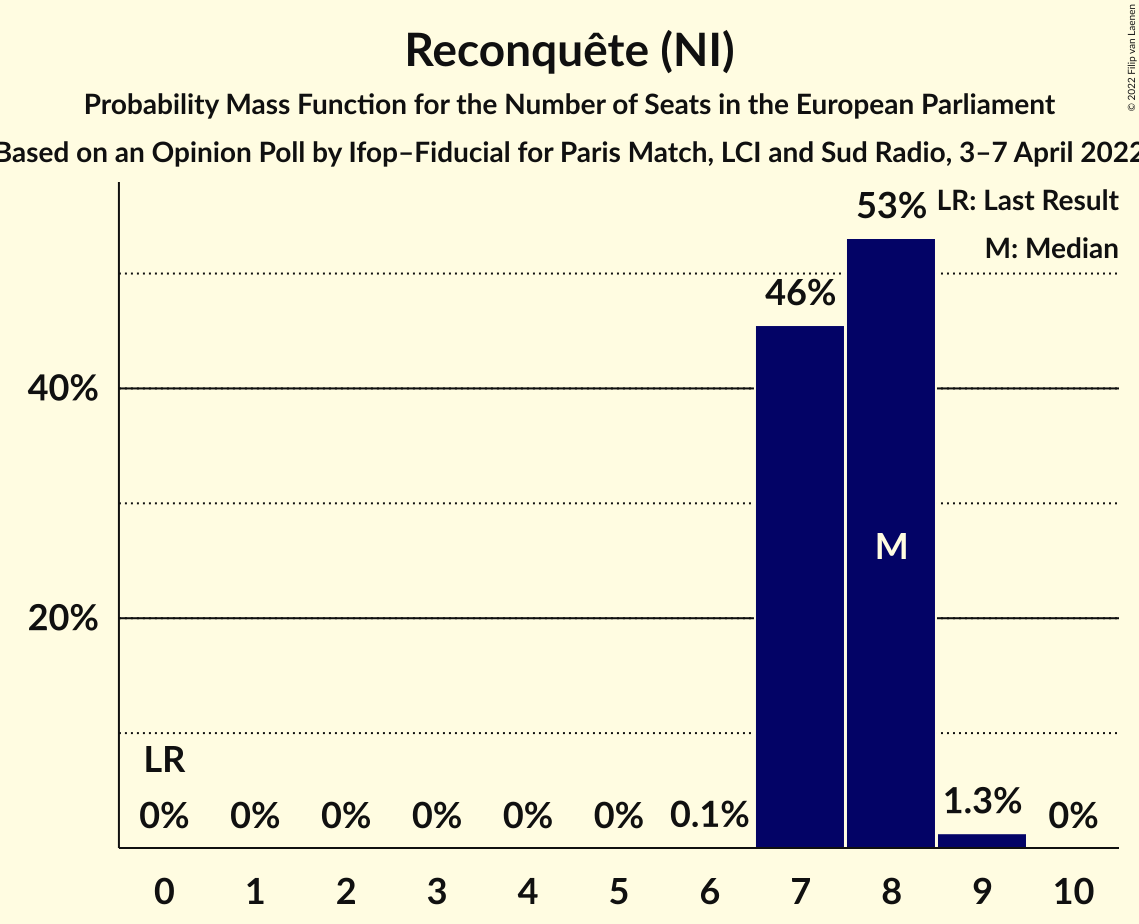 Reconquête (NI)
Probability Mass Function for the Number of Seats in the European Parliament
Based on an Opinion Poll by Ifop–Fiducial for Paris Match, LCI and Sud Radio, 3–7 April 2022
© 2022 Filip van Laenen
LR: Last Result
M: Median
53%
46%
40%
M
20%
LR
0% 0% 0% 0% 0% 0% 0.1% 1.3% 0%
0 1 2 3 4 5 6 7 8 9 10